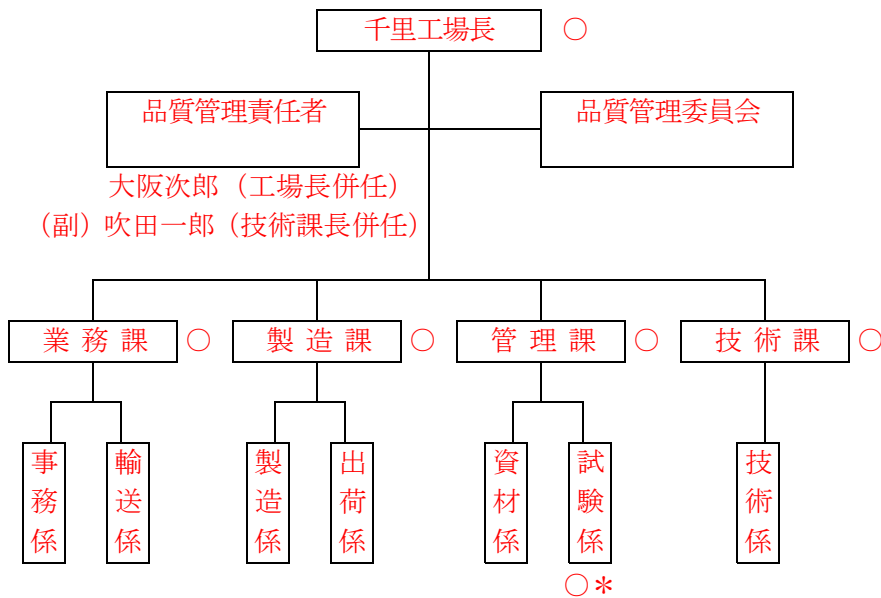 千里工場長 ○
品質管理責任者
品質管理委員会
大阪次郎（工場長併任）
（副）吹田一郎（技術課長併任）
業務課 ○
製造課 ○
管理課 ○
技術課 ○
事務係
輸送係
製造係
出荷係
資材係
試験係
技術係
○＊